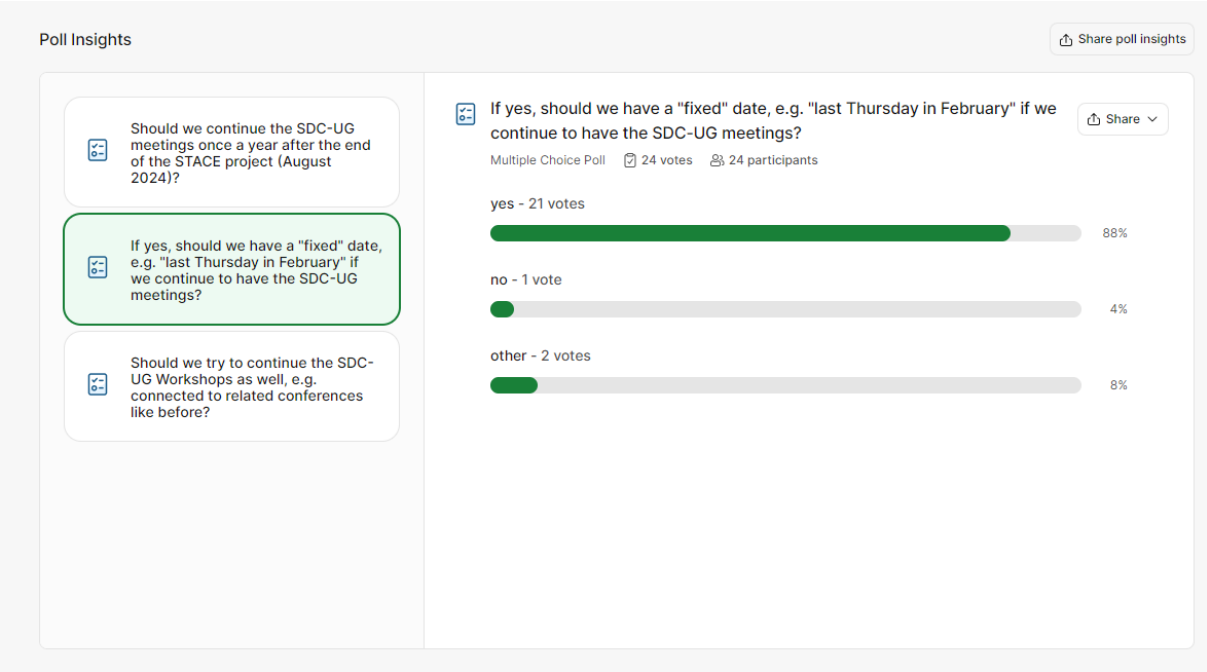 Poll Insights
Share poll insights
Should we continue the SDC-UG
meetings once a year after the end
of the STACE project (August
2024)?
If yes, should we have a "fixed" date,
e.g. "last Thursday in February" if
we continue to have the SDC-UG
meetings?
Should we try to continue the SDC-
UG Workshops as well, e.g.
connected to related conferences
like before?
If yes, should we have a "fixed" date, e.g. "last Thursday in February" if we
continue to have the SDC-UG meetings?
Share
Multiple Choice Poll 24 votes 24 participants
yes - 21 votes
88%
no - 1 vote
4%
other - 2 votes
8%